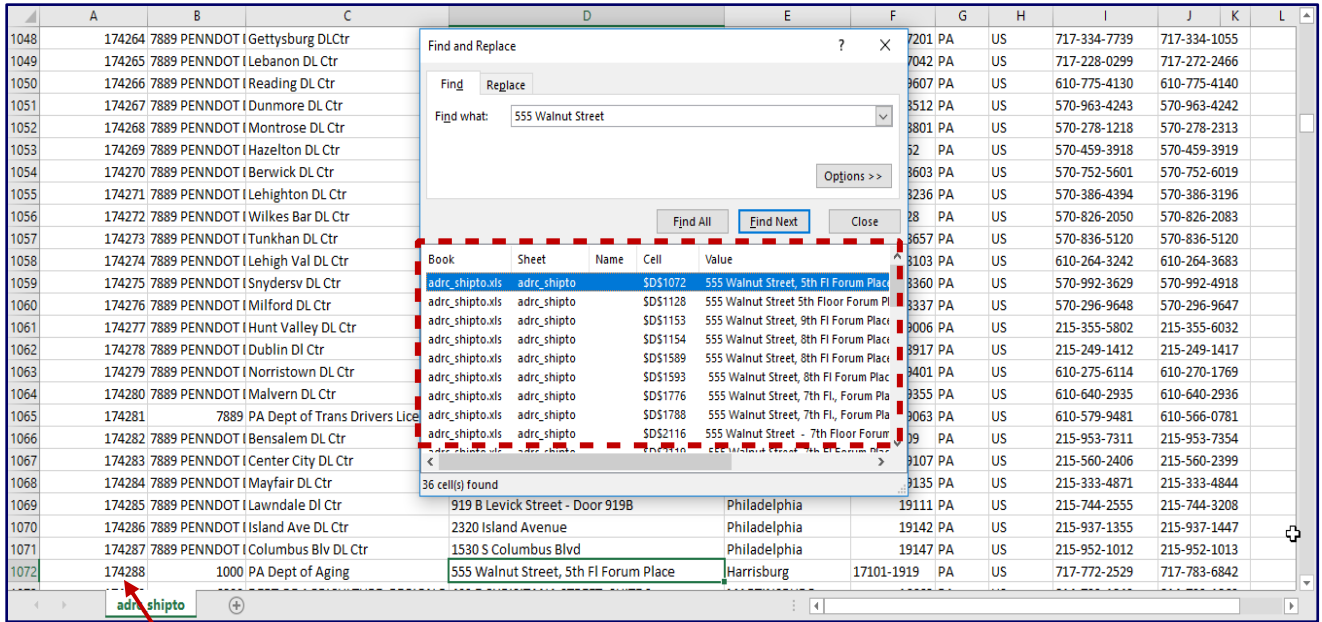 A B C D E F G H I J K L
1048 174264 7889 PENNDOT Gettysburg DLCtr 7201 PA US 717-334-7739 717-334-1055
1049 174265 7889 PENNDOT Lebanon DL Ctr 7042 PA US 717-228-0299 717-272-2466
1050 174266 7889 PENNDOT Reading DL Ctr 9607 PA US 610-775-4130 610-775-4140
1051 174267 7889 PENNDOT Dunmore DL Ctr 8512 PA US 570-963-4243 570-963-4242
1052 174268 7889 PENNDOT Montrose DL Ctr 8801 PA US 570-278-1218 570-278-2313
1053 174269 7889 PENNDOT Hazelton DL Ctr 52 PA US 570-459-3918 570-459-3919
1054 174270 7889 PENNDOT Berwick DL Ctr 8603 PA US 570-752-5601 570-752-6019
1055 174271 7889 PENNDOT Lehighton DL Ctr 8236 PA US 570-386-4394 570-386-3196
1056 174272 7889 PENNDOT Wilkes Bar DL Ctr 28 PA US 570-826-2050 570-826-2083
1057 174273 7889 PENNDOT Tunkhan DL Ctr 8657 PA US 570-836-5120 570-836-5120
1058 174274 7889 PENNDOT Lehigh Val DL Ctr 8103 PA US 610-264-3242 610-264-3683
1059 174275 7889 PENNDOT Snydersv DL Ctr 8360 PA US 570-992-3629 570-992-4918
1060 174276 7889 PENNDOT Milford DL Ctr 8337 PA US 570-296-9648 570-296-9647
1061 174277 7889 PENNDOT Hunt Valley DL Ctr 9006 PA US 215-355-5802 215-355-6032
1062 174278 7889 PENNDOT Dublin Dl Ctr 8917 PA US 215-249-1412 215-249-1417
1063 174279 7889 PENNDOT Norristown DL Ctr 9401 PA US 610-275-6114 610-270-1769
1064 174280 7889 PENNDOT Malvern DL Ctr 9355 PA US 610-640-2935 610-640-2936
1065 174281 7889 PA Dept of Trans Drivers Lice 9063 PA US 610-579-9481 610-566-0781
1066 174282 7889 PENNDOT Bensalem DL Ctr 09 PA US 215-953-7311 215-953-7354
1067 174283 7889 PENNDOT Center City DL Ctr 9107 PA US 215-560-2406 215-560-2399
1068 174284 7889 PENNDOT Mayfair DL Ctr 9135 PA US 215-333-4871 215-333-4844
1069 174285 7889 PENNDOT Lawndale Dl Ctr 919 B Levick Street - Door 919B Philadelphia 19111 PA US 215-744-2555 215-744-3208
1070 174286 7889 PENNDOT Island Ave DL Ctr 2320 Island Avenue Philadelphia 19142 PA US 215-937-1355 215-937-1447
1071 174287 7889 PENNDOT Columbus Blv DL Ctr 1530 S Columbus Blvd Philadelphia 19147 PA US 215-952-1012 215-952-1013
1072 174288 1000 PA Dept of Aging 555 Walnut Street, 5th Fl Forum Place Harrisburg 17101-1919 PA US 717-772-2529 717-783-6842
adrc_shipto
Find and Replace ? X
Find Replace
Find what: 555 Walnut Street
Options >>
Find All Find Next Close
Book Sheet Name Cell Value
adrc_shipto.xls adrc_shipto $D$1072 555 Walnut Street, 5th Fl Forum Place
adrc_shipto.xls adrc_shipto $D$1128 555 Walnut Street 5th Floor Forum Pl
adrc_shipto.xls adrc_shipto $D$1153 555 Walnut Street, 9th Fl Forum Place
adrc_shipto.xls adrc_shipto $D$1154 555 Walnut Street, 8th Fl Forum Place
adrc_shipto.xls adrc_shipto $D$1589 555 Walnut Street, 8th Fl Forum Place
adrc_shipto.xls adrc_shipto $D$1593 555 Walnut Street, 8th Fl Forum Plac
adrc_shipto.xls adrc_shipto $D$1776 555 Walnut Street, 7th Fl., Forum Pla
adrc_shipto.xls adrc_shipto $D$1788 555 Walnut Street, 7th Fl., Forum Pla
adrc_shipto.xls adrc_shipto $D$2116 555 Walnut Street - 7th Floor Forum
36 cell(s) found